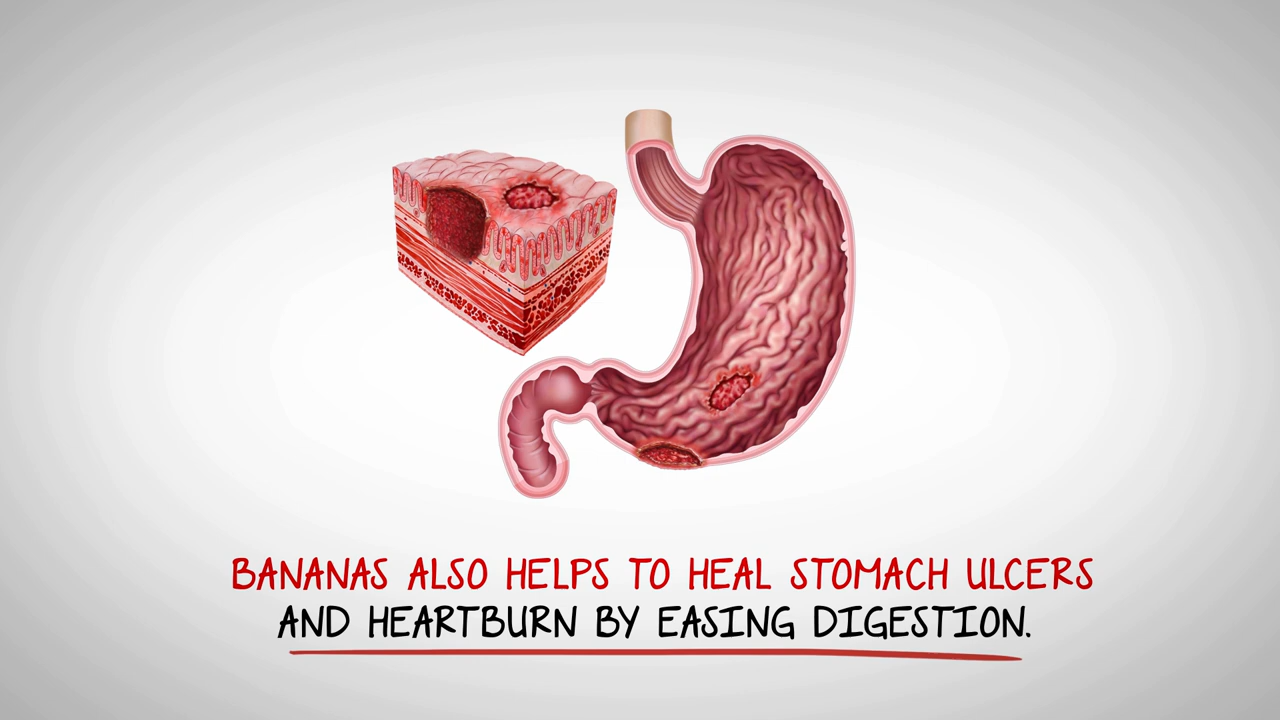 BANANAS ALSO HELPS TO HEAL STOMACH ULCERS
AND HEARTBURN BY EASING DIGESTION.